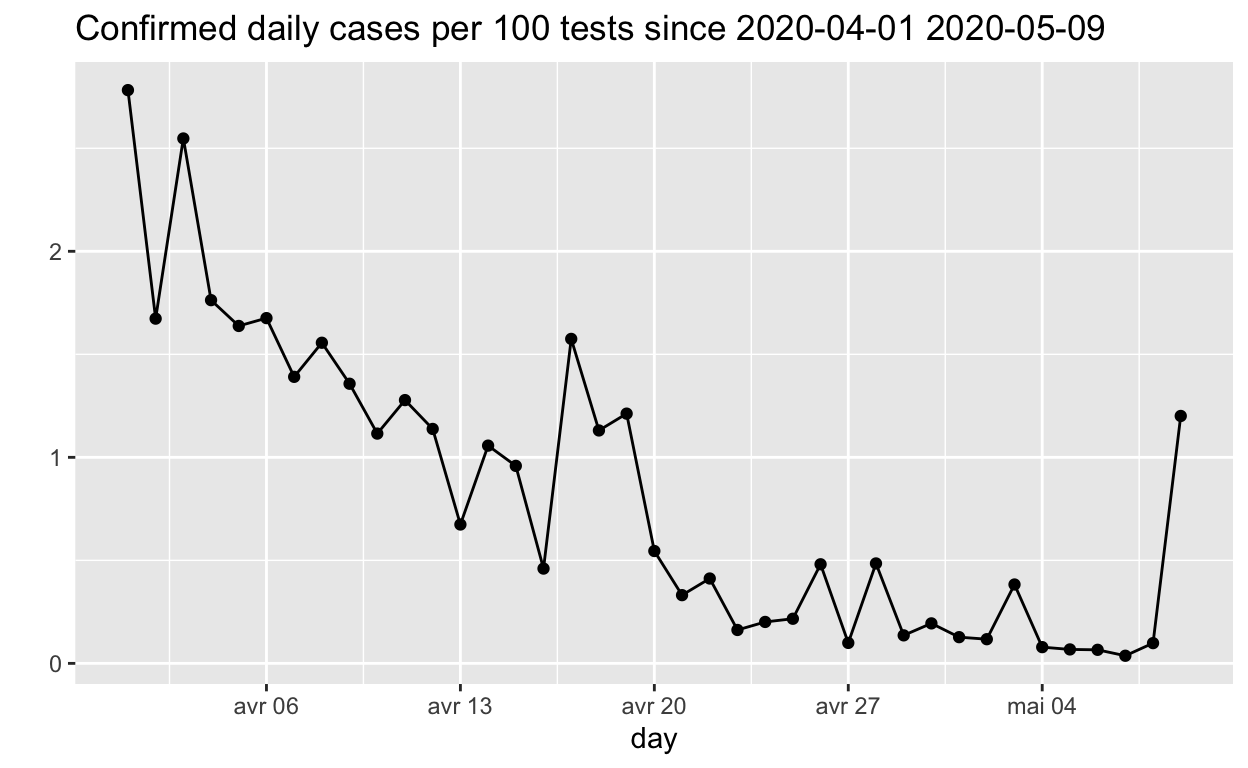 Confirmed daily cases per 100 tests since 2020-04-01 2020-05-09
2
1
0
avr 06 avr 13 avr 20 avr 27 mai 04
day